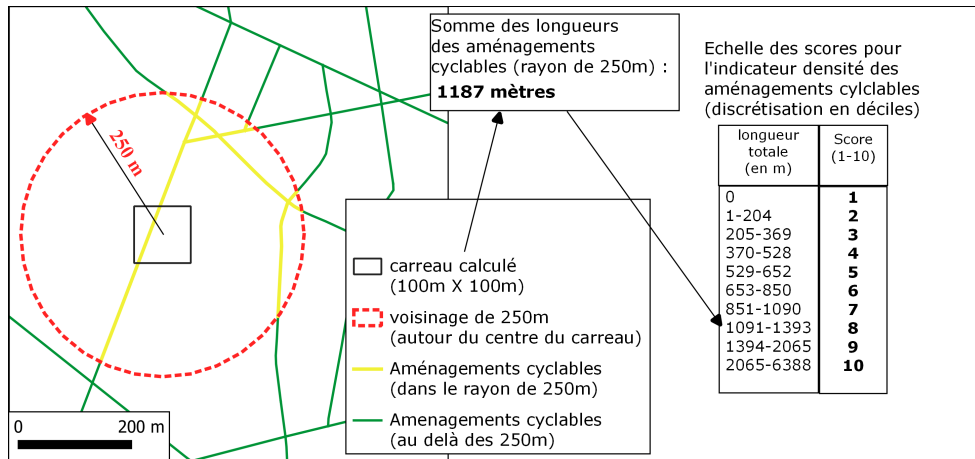 Somme des longueurs
des aménagements
cyclables (rayon de 250m) :
1187 mètres
250 m
Echelle des scores pour
l'indicateur densité des
aménagements cylclables
(discrétisation en déciles)
longueur
totale
(en m)
Score
(1-10)
0 1
1-204 2
205-369 3
370-528 4
529-652 5
653-850 6
851-1090 7
1091-1393 8
1394-2065 9
2065-6388 10
carreau calculé
(100m X 100m)
voisinage de 250m
(autour du centre du carreau)
Aménagements cyclables
(dans le rayon de 250m)
Amenagements cyclables
(au delà des 250m)
0 200 m